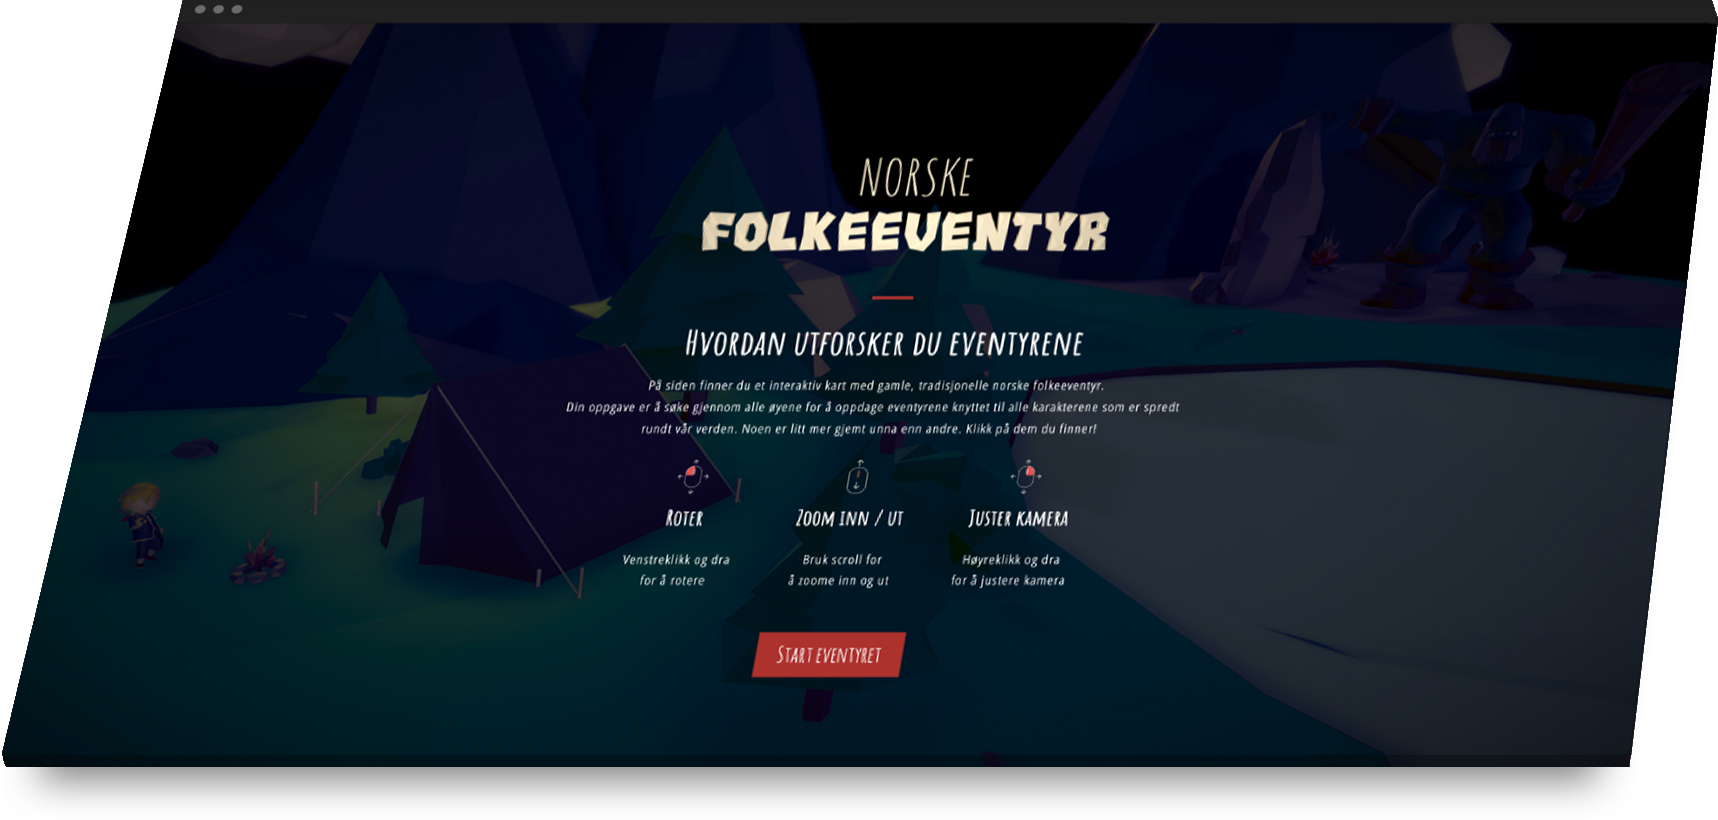 NORSKE
FOLKEEVENTYR
HVORDAN UTFORSKER DU EVENTYRENE
På siden finner du et interaktiv kart med gamle, tradisjonelle norske folkeeventyr.
Din oppgave er å søke gjennom alle øyene for å oppdage eventyrene knyttet til alle karakterene som er spredt
rundt vår verden. Noen er litt mer gjemt unna enn andre. Klikk på dem du finner!
ROTER
ZOOM INN / UT
JUSTER KAMERA
Venstreklikk og dra
for å rotere
Bruk scroll for
å zoome inn og ut
Høyreklikk og dra
for å justere kamera
START EVENTYRET